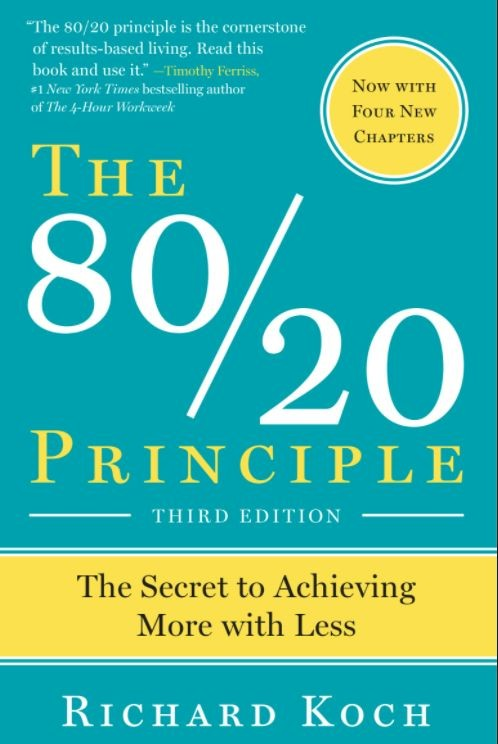 “The 80/20 principle is the cornerstone
of results-based living. Read this
book and use it.” —Timothy Ferriss,
#1 New York Times bestselling author
of The 4-Hour Workweek
Now with
Four New
Chapters
The
80/20
Principle
THIRD EDITION
The Secret to Achieving
More with Less
Richard Koch